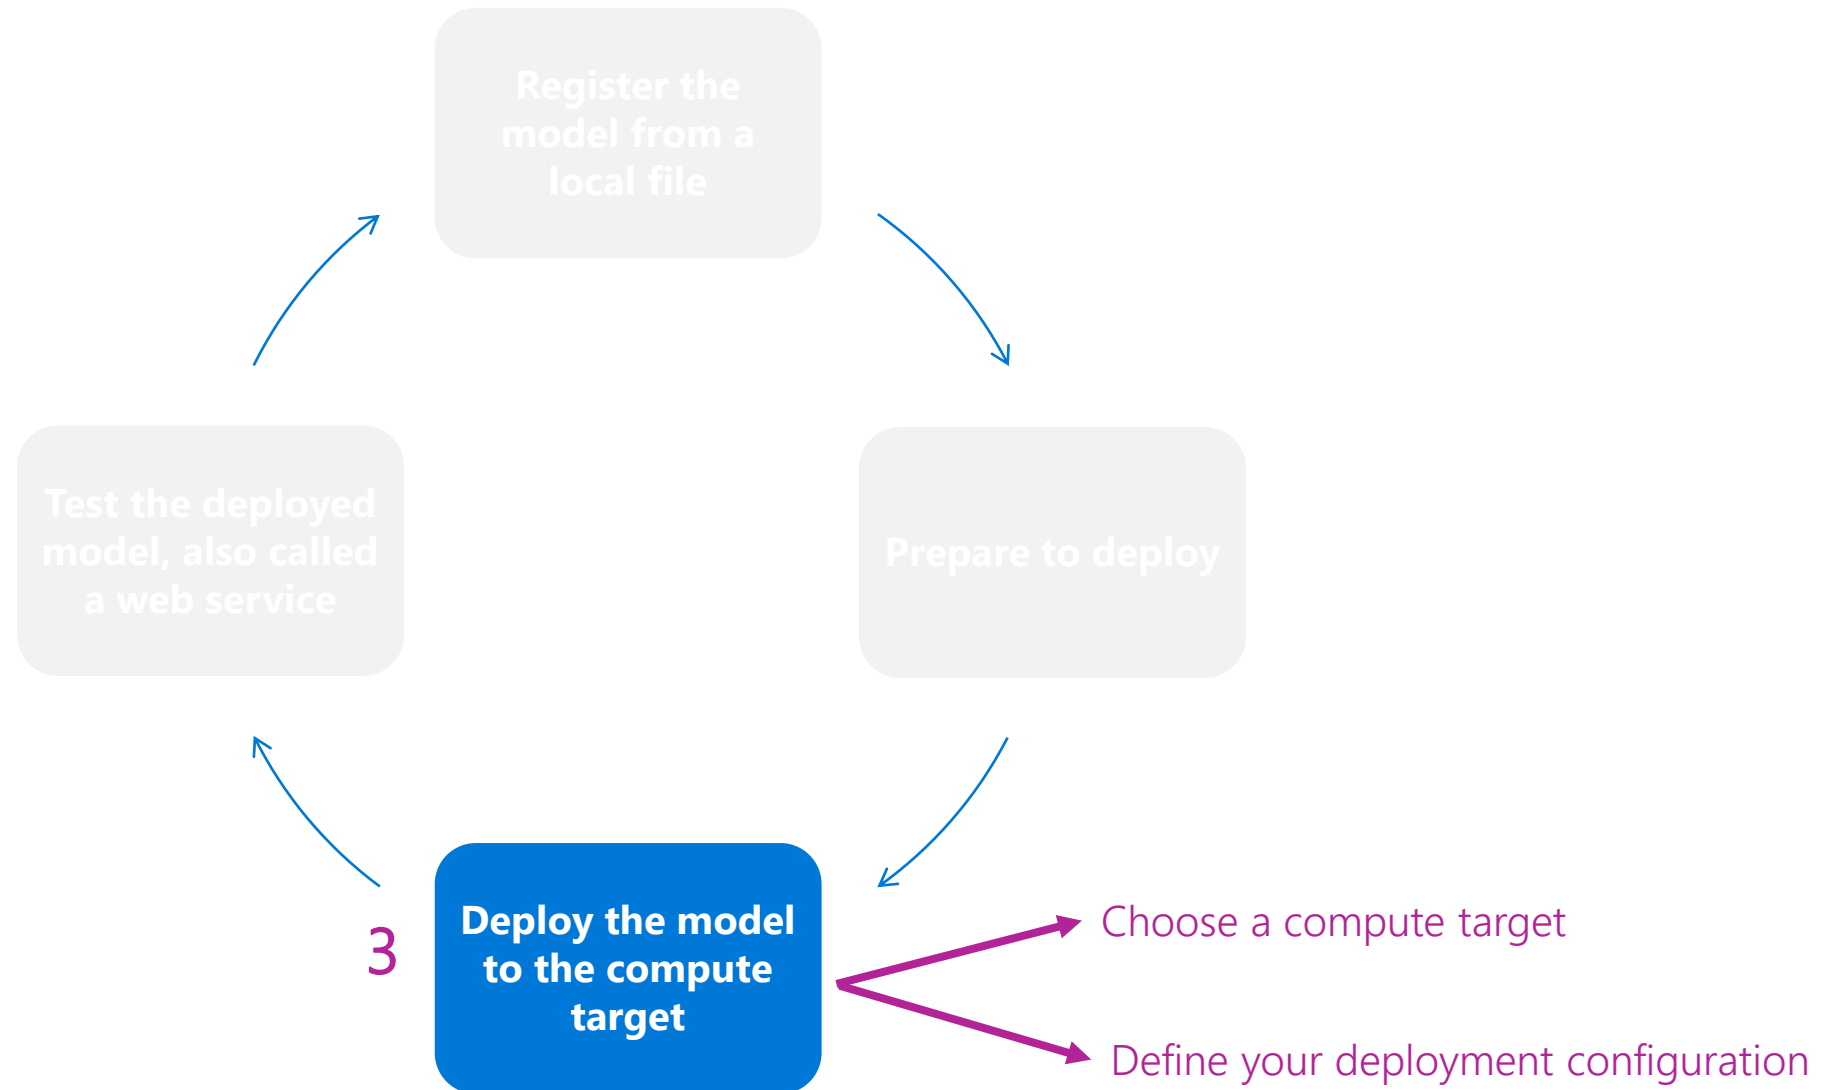 Register the
model from a
local file
Test the deployed
model, also called
a web service
Prepare to deploy
3
Deploy the model
to the compute
target
Choose a compute target
Define your deployment configuration